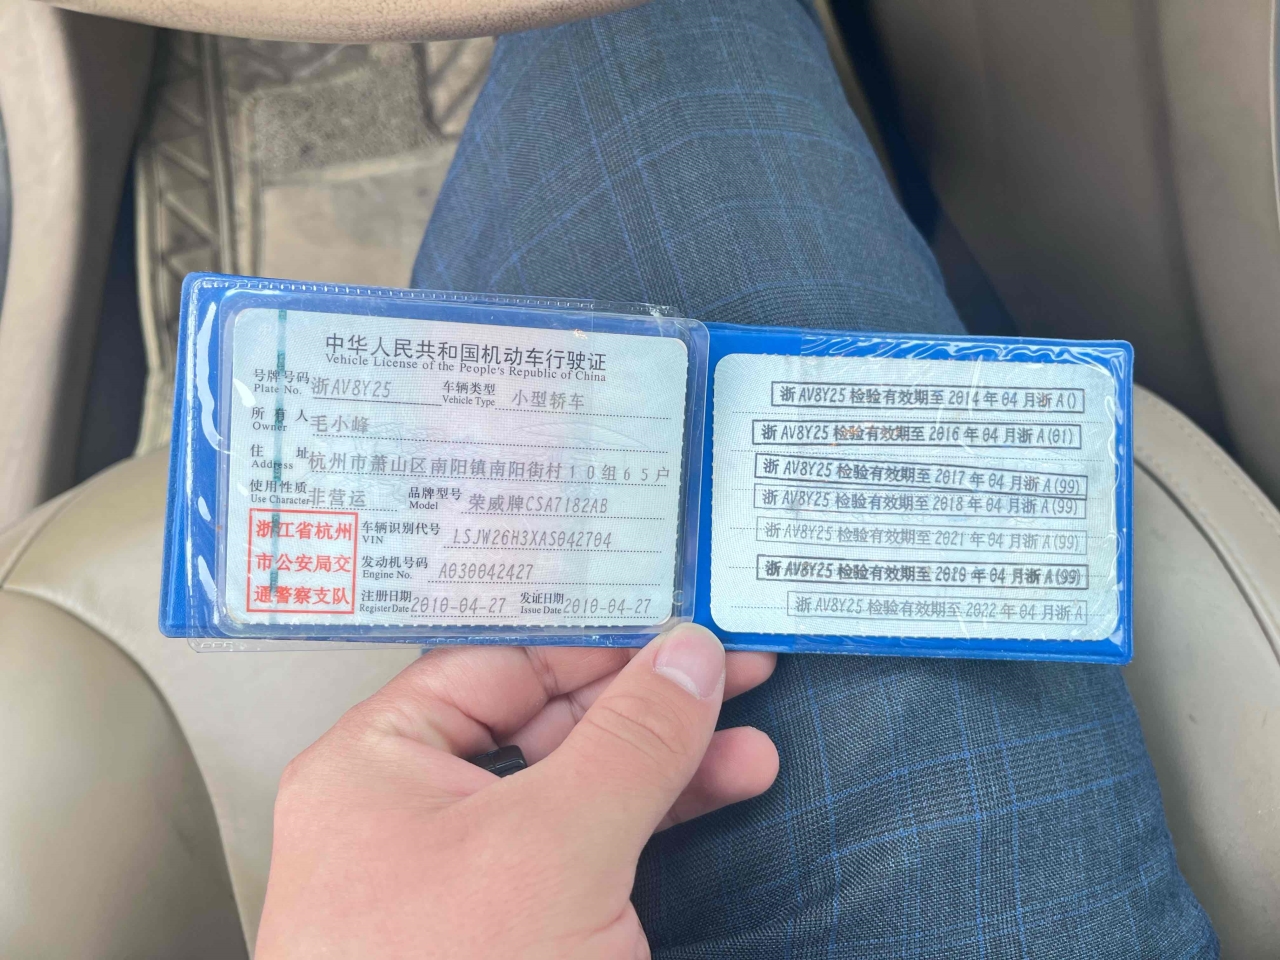 中华人民共和国机动车行驶证
Vehicle License of the People's Republic of China
号牌号码 浙AV8Y25 车辆类型 小型轿车
Plate No. Vehicle Type
所有人 毛小峰
Owner
住址 杭州市萧山区南阳镇南阳街村10组65户
Address
使用性质 非营运 品牌型号 荣威牌CSA7182AB
Use Character Model
浙江省杭州
市公安局交
通警察支队
车辆识别代号 LSJW26H3XAS042704
VIN
发动机号码 A030042427
Engine No.
注册日期 2010-04-27 发证日期 2010-04-27
Register Date Issue Date
浙AV8Y25 检验有效期至2014年04月浙A()
浙AV8Y25 检验有效期至2016年04月浙A(01)
浙AV8Y25 检验有效期至2017年04月浙A(99)
浙AV8Y25 检验有效期至2018年04月浙A(99)
浙AV8Y25 检验有效期至2021年04月浙A(99)
浙AV8Y25 检验有效期至2020年04月浙A(99)
浙AV8Y25 检验有效期至2022年04月浙A